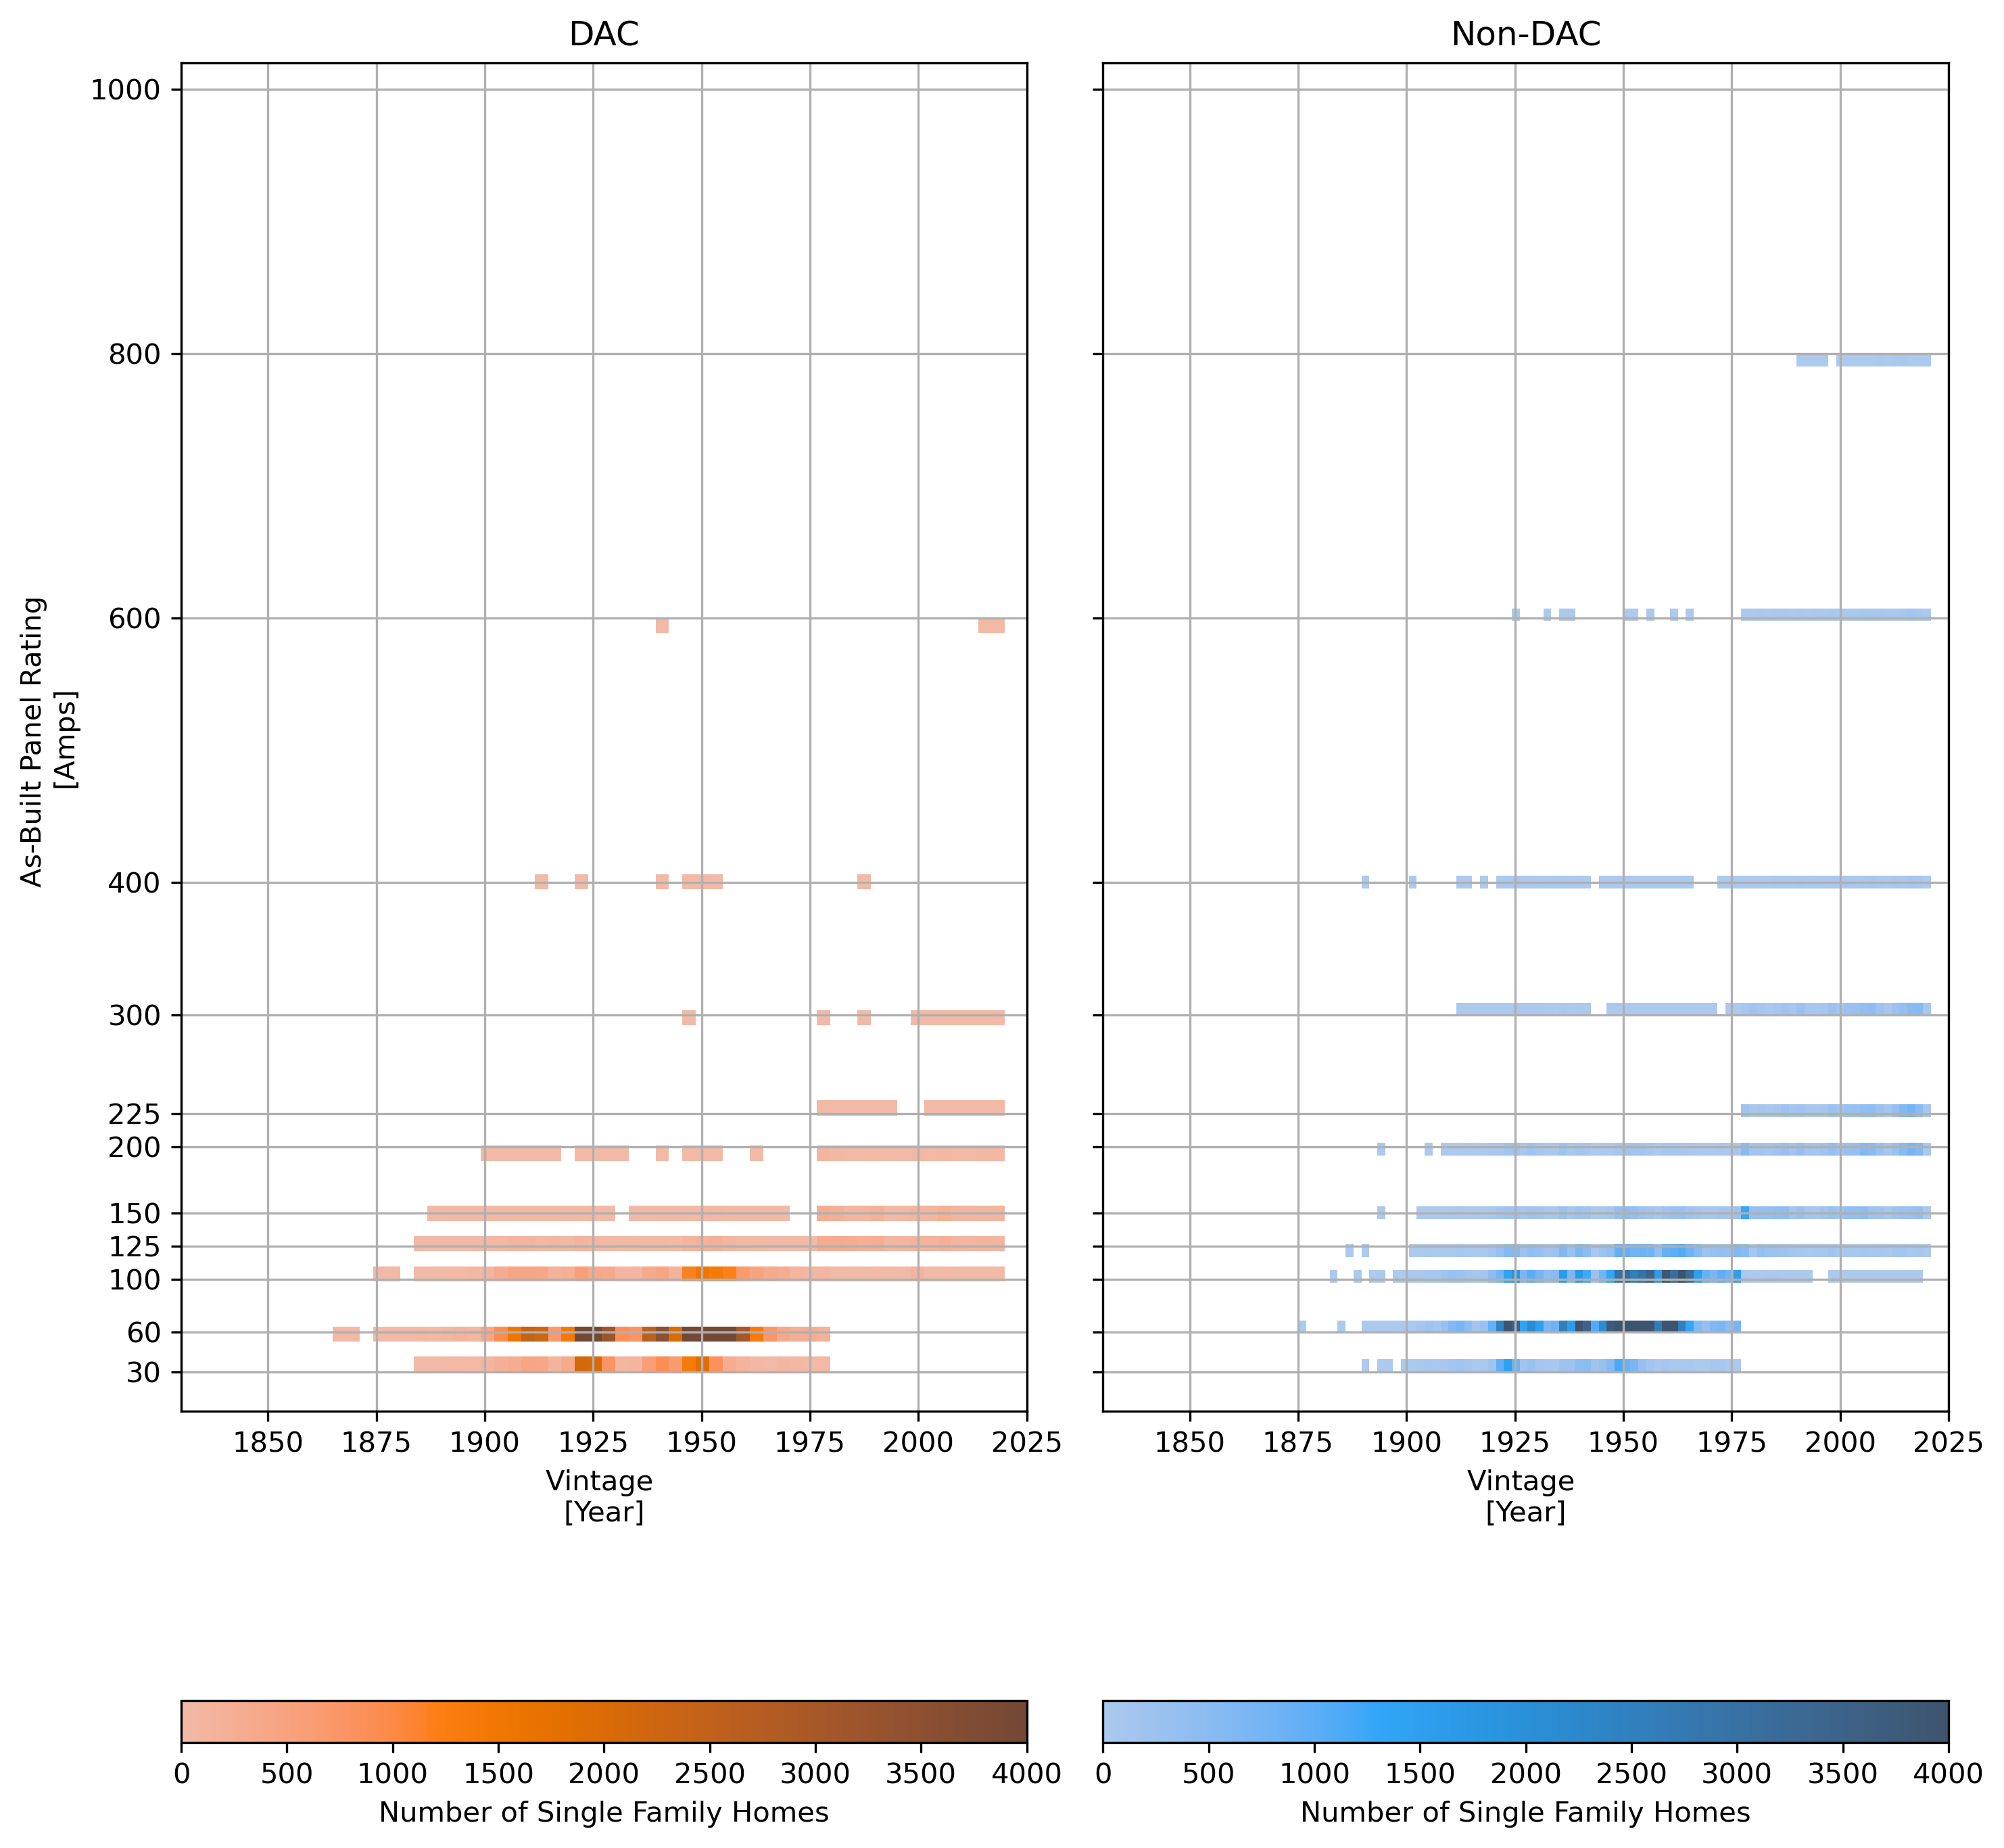 DAC
Non-DAC
As-Built Panel Rating
[Amps]
1000
800
600
400
300
225
200
150
125
100
60
30
1850 1875 1900 1925 1950 1975 2000 2025
Vintage
[Year]
1850 1875 1900 1925 1950 1975 2000 2025
Vintage
[Year]
0 500 1000 1500 2000 2500 3000 3500 4000
Number of Single Family Homes
0 500 1000 1500 2000 2500 3000 3500 4000
Number of Single Family Homes